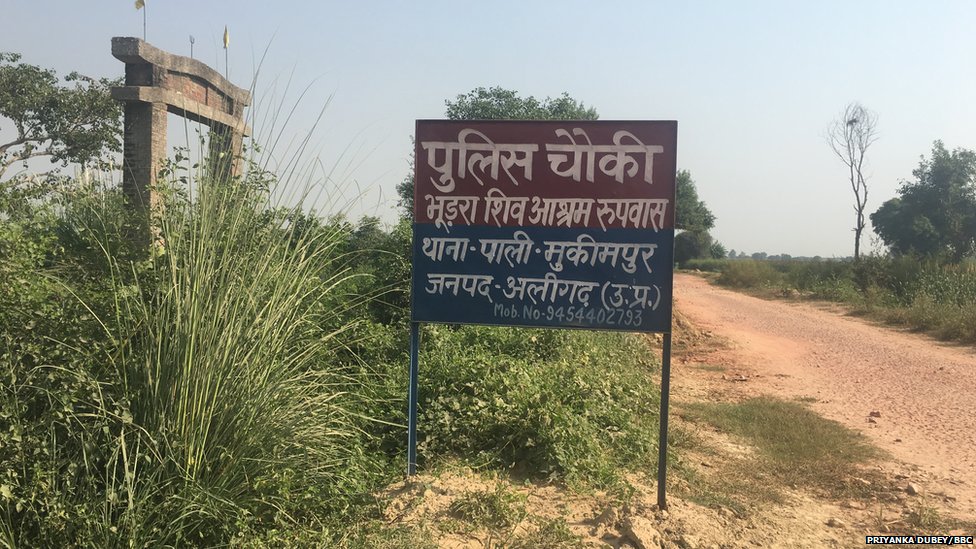 पुलिस चौकी
भूड़रा शिव आश्रम रुपवास
थाना-पाली-मुकीमपुर
जनपद-अलीगढ़ (उ.प्र.)
Mob. No-9454402793
PRIYANKA DUBEY/BBC